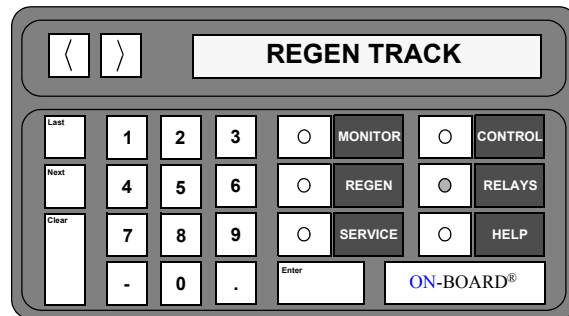 〈 〉 REGEN TRACK
Last 1 2 3 MONITOR CONTROL
Next 4 5 6 REGEN RELAYS
Clear 7 8 9 SERVICE HELP
- 0 . Enter ON-BOARD®